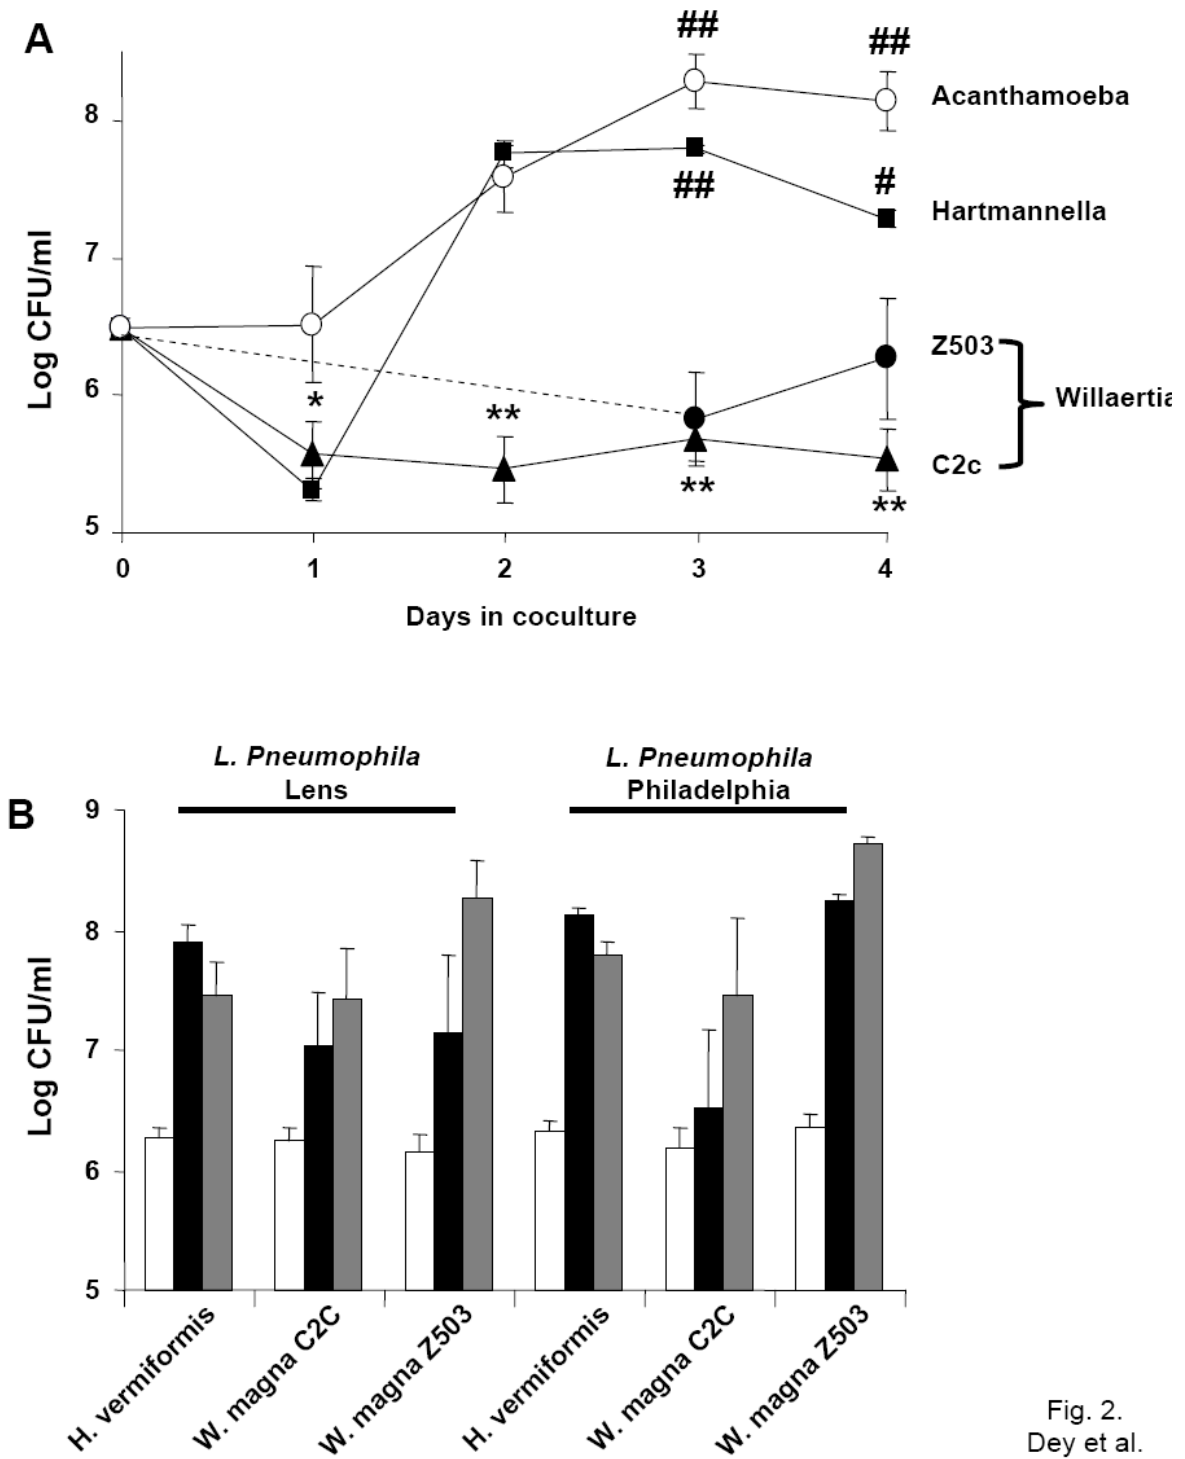 A
##
##
8
Acanthamoeba
##
#
Hartmannella
7
Log CFU/ml
Z503
6
*
**
Willaertia
C2c
**
**
5
0 1 2 3 4
Days in coculture
L. Pneumophila
Lens
L. Pneumophila
Philadelphia
B
9
8
Log CFU/ml
7
6
5
H. vermiformis
W. magna C2C
W. magna Z503
H. vermiformis
W. magna C2C
W. magna Z503
Fig. 2.
Dey et al.